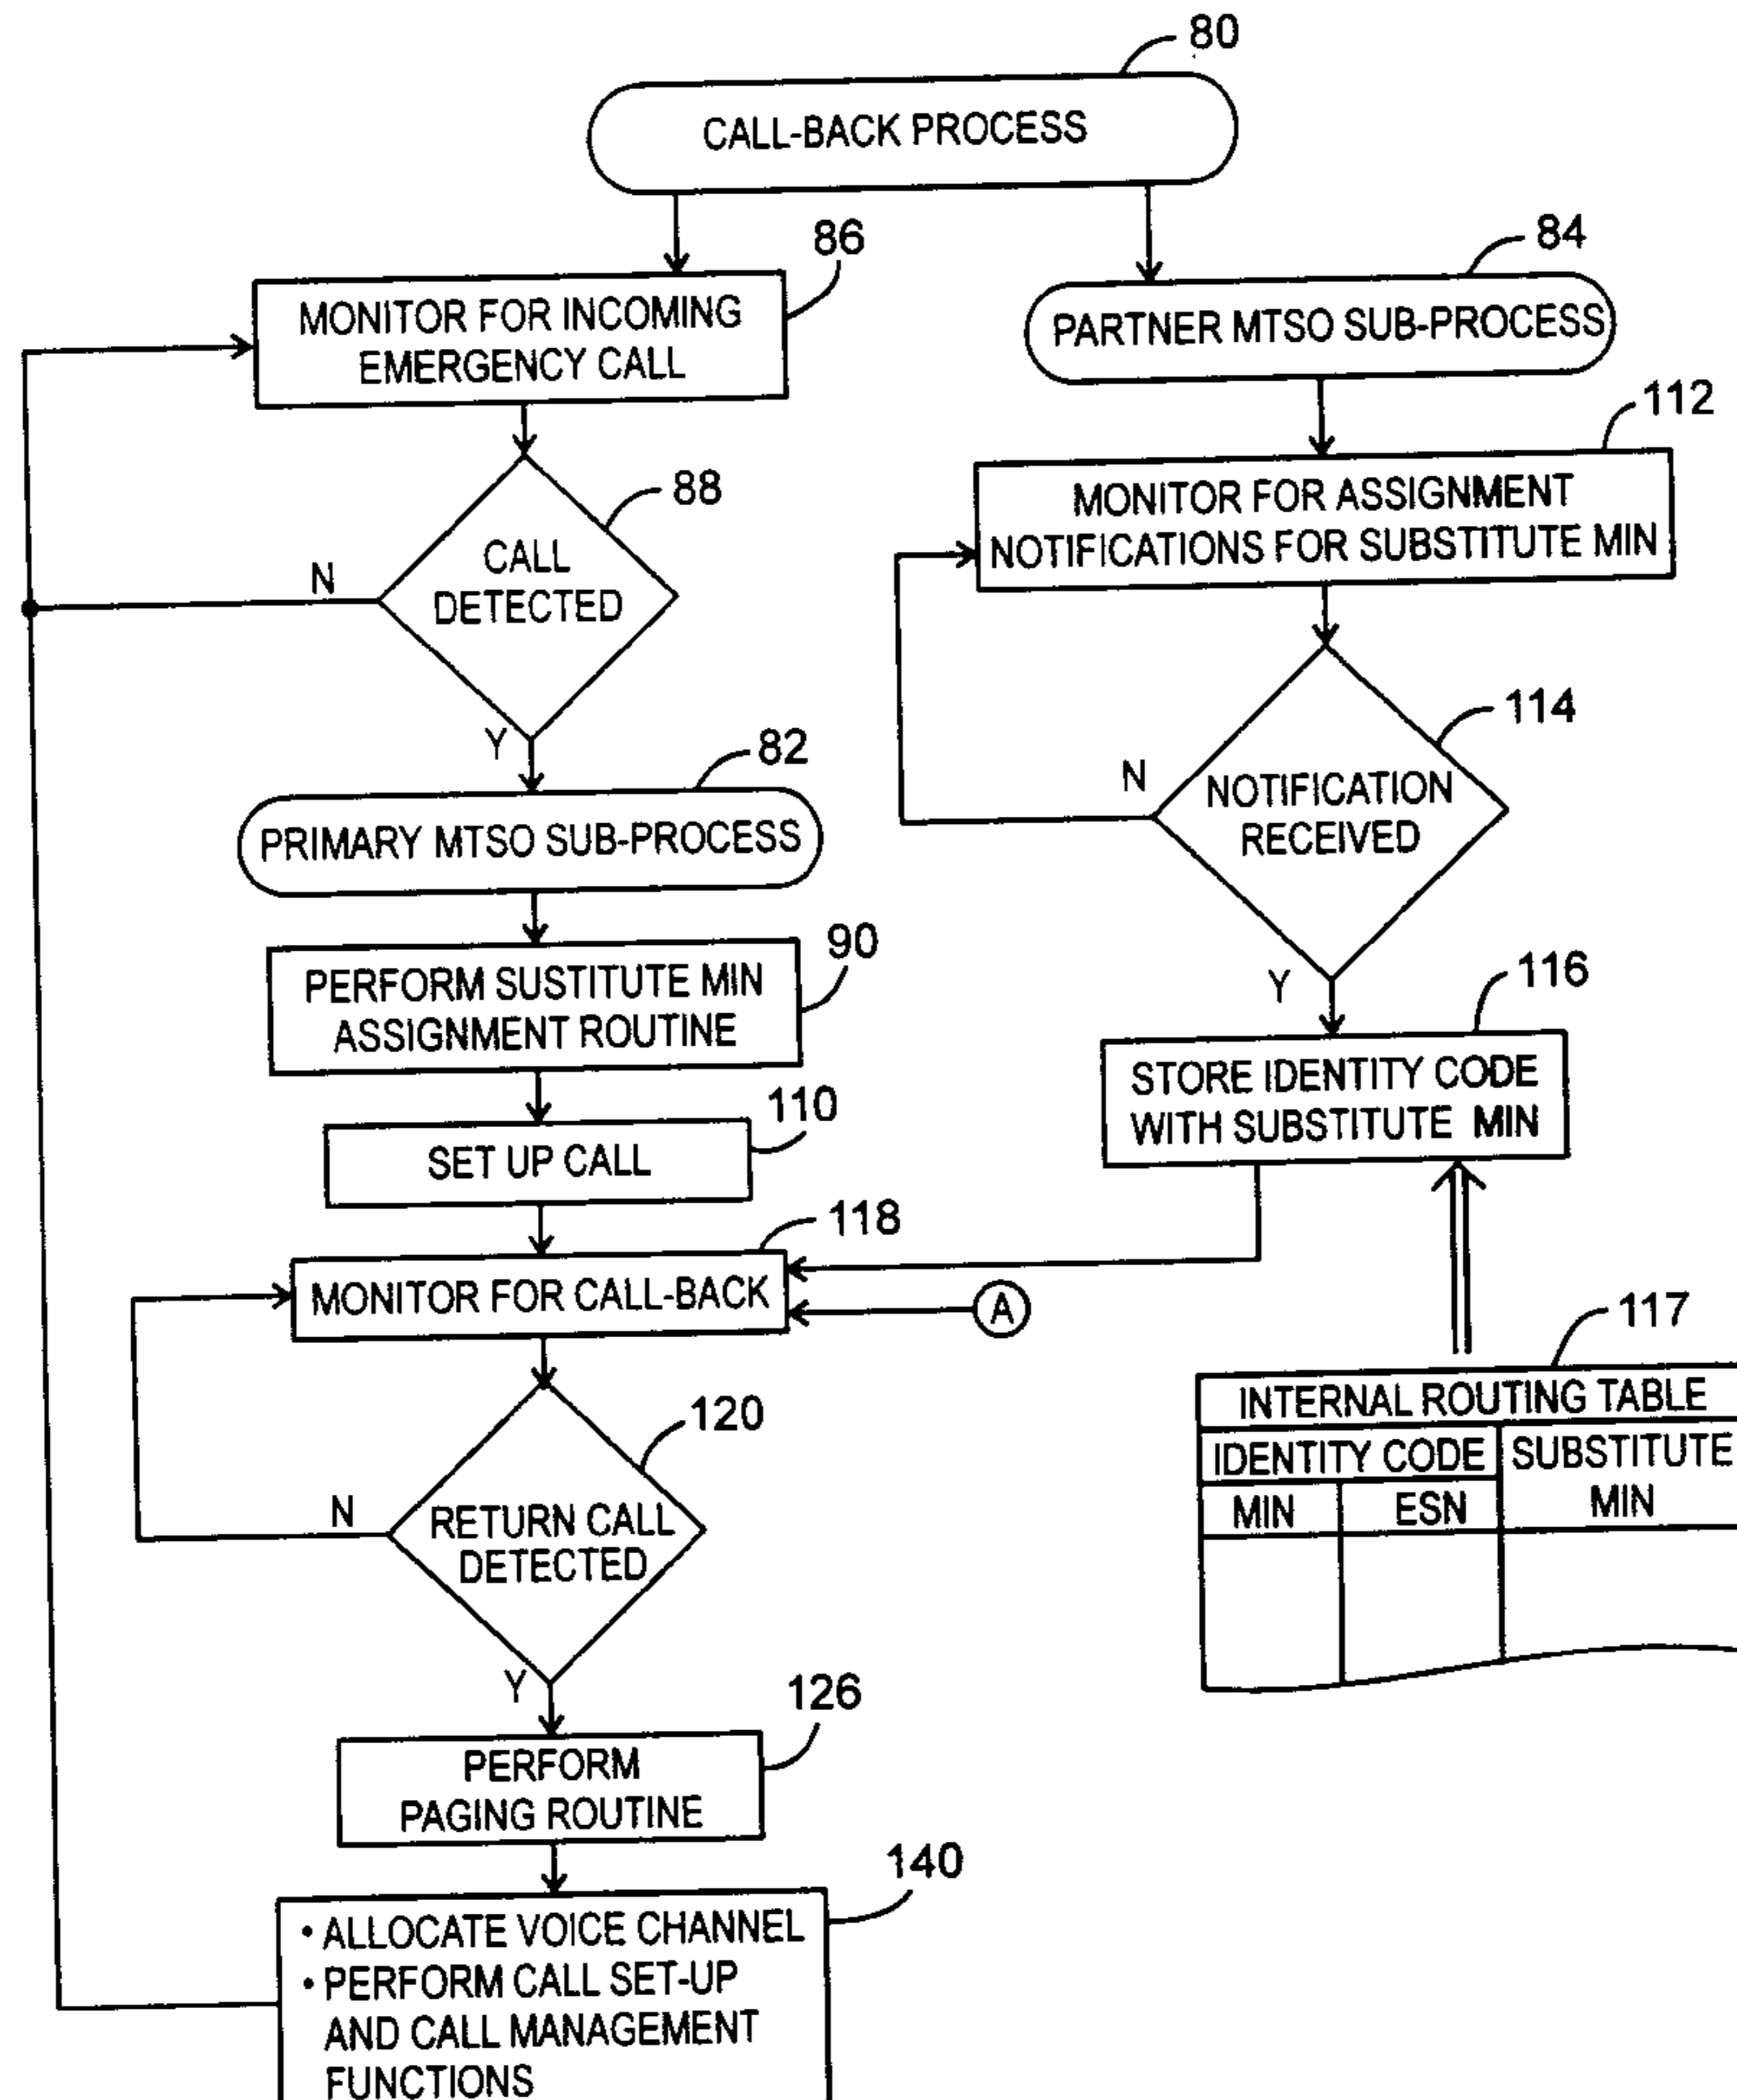 80
CALL-BACK PROCESS
86
MONITOR FOR INCOMING
EMERGENCY CALL
84
PARTNER MTSO SUB-PROCESS
112
MONITOR FOR ASSIGNMENT
NOTIFICATIONS FOR SUBSTITUTE MIN
88
CALL
DETECTED
N
Y
114
NOTIFICATION
RECEIVED
N
Y
82
PRIMARY MTSO SUB-PROCESS
90
PERFORM SUSTITUTE MIN
ASSIGNMENT ROUTINE
116
STORE IDENTITY CODE
WITH SUBSTITUTE MIN
110
SET UP CALL
118
MONITOR FOR CALL-BACK
A
117
INTERNAL ROUTING TABLE
IDENTITY CODE
SUBSTITUTE
MIN
MIN
ESN
120
RETURN CALL
DETECTED
N
Y
126
PERFORM
PAGING ROUTINE
140
• ALLOCATE VOICE CHANNEL
• PERFORM CALL SET-UP
AND CALL MANAGEMENT
FUNCTIONS